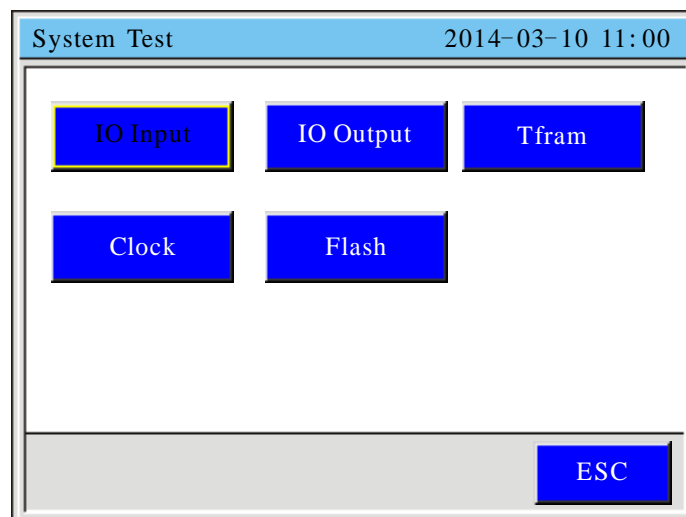 System Test 2014-03-10 11:00
IO Input IO Output Tfram
Clock Flash
ESC